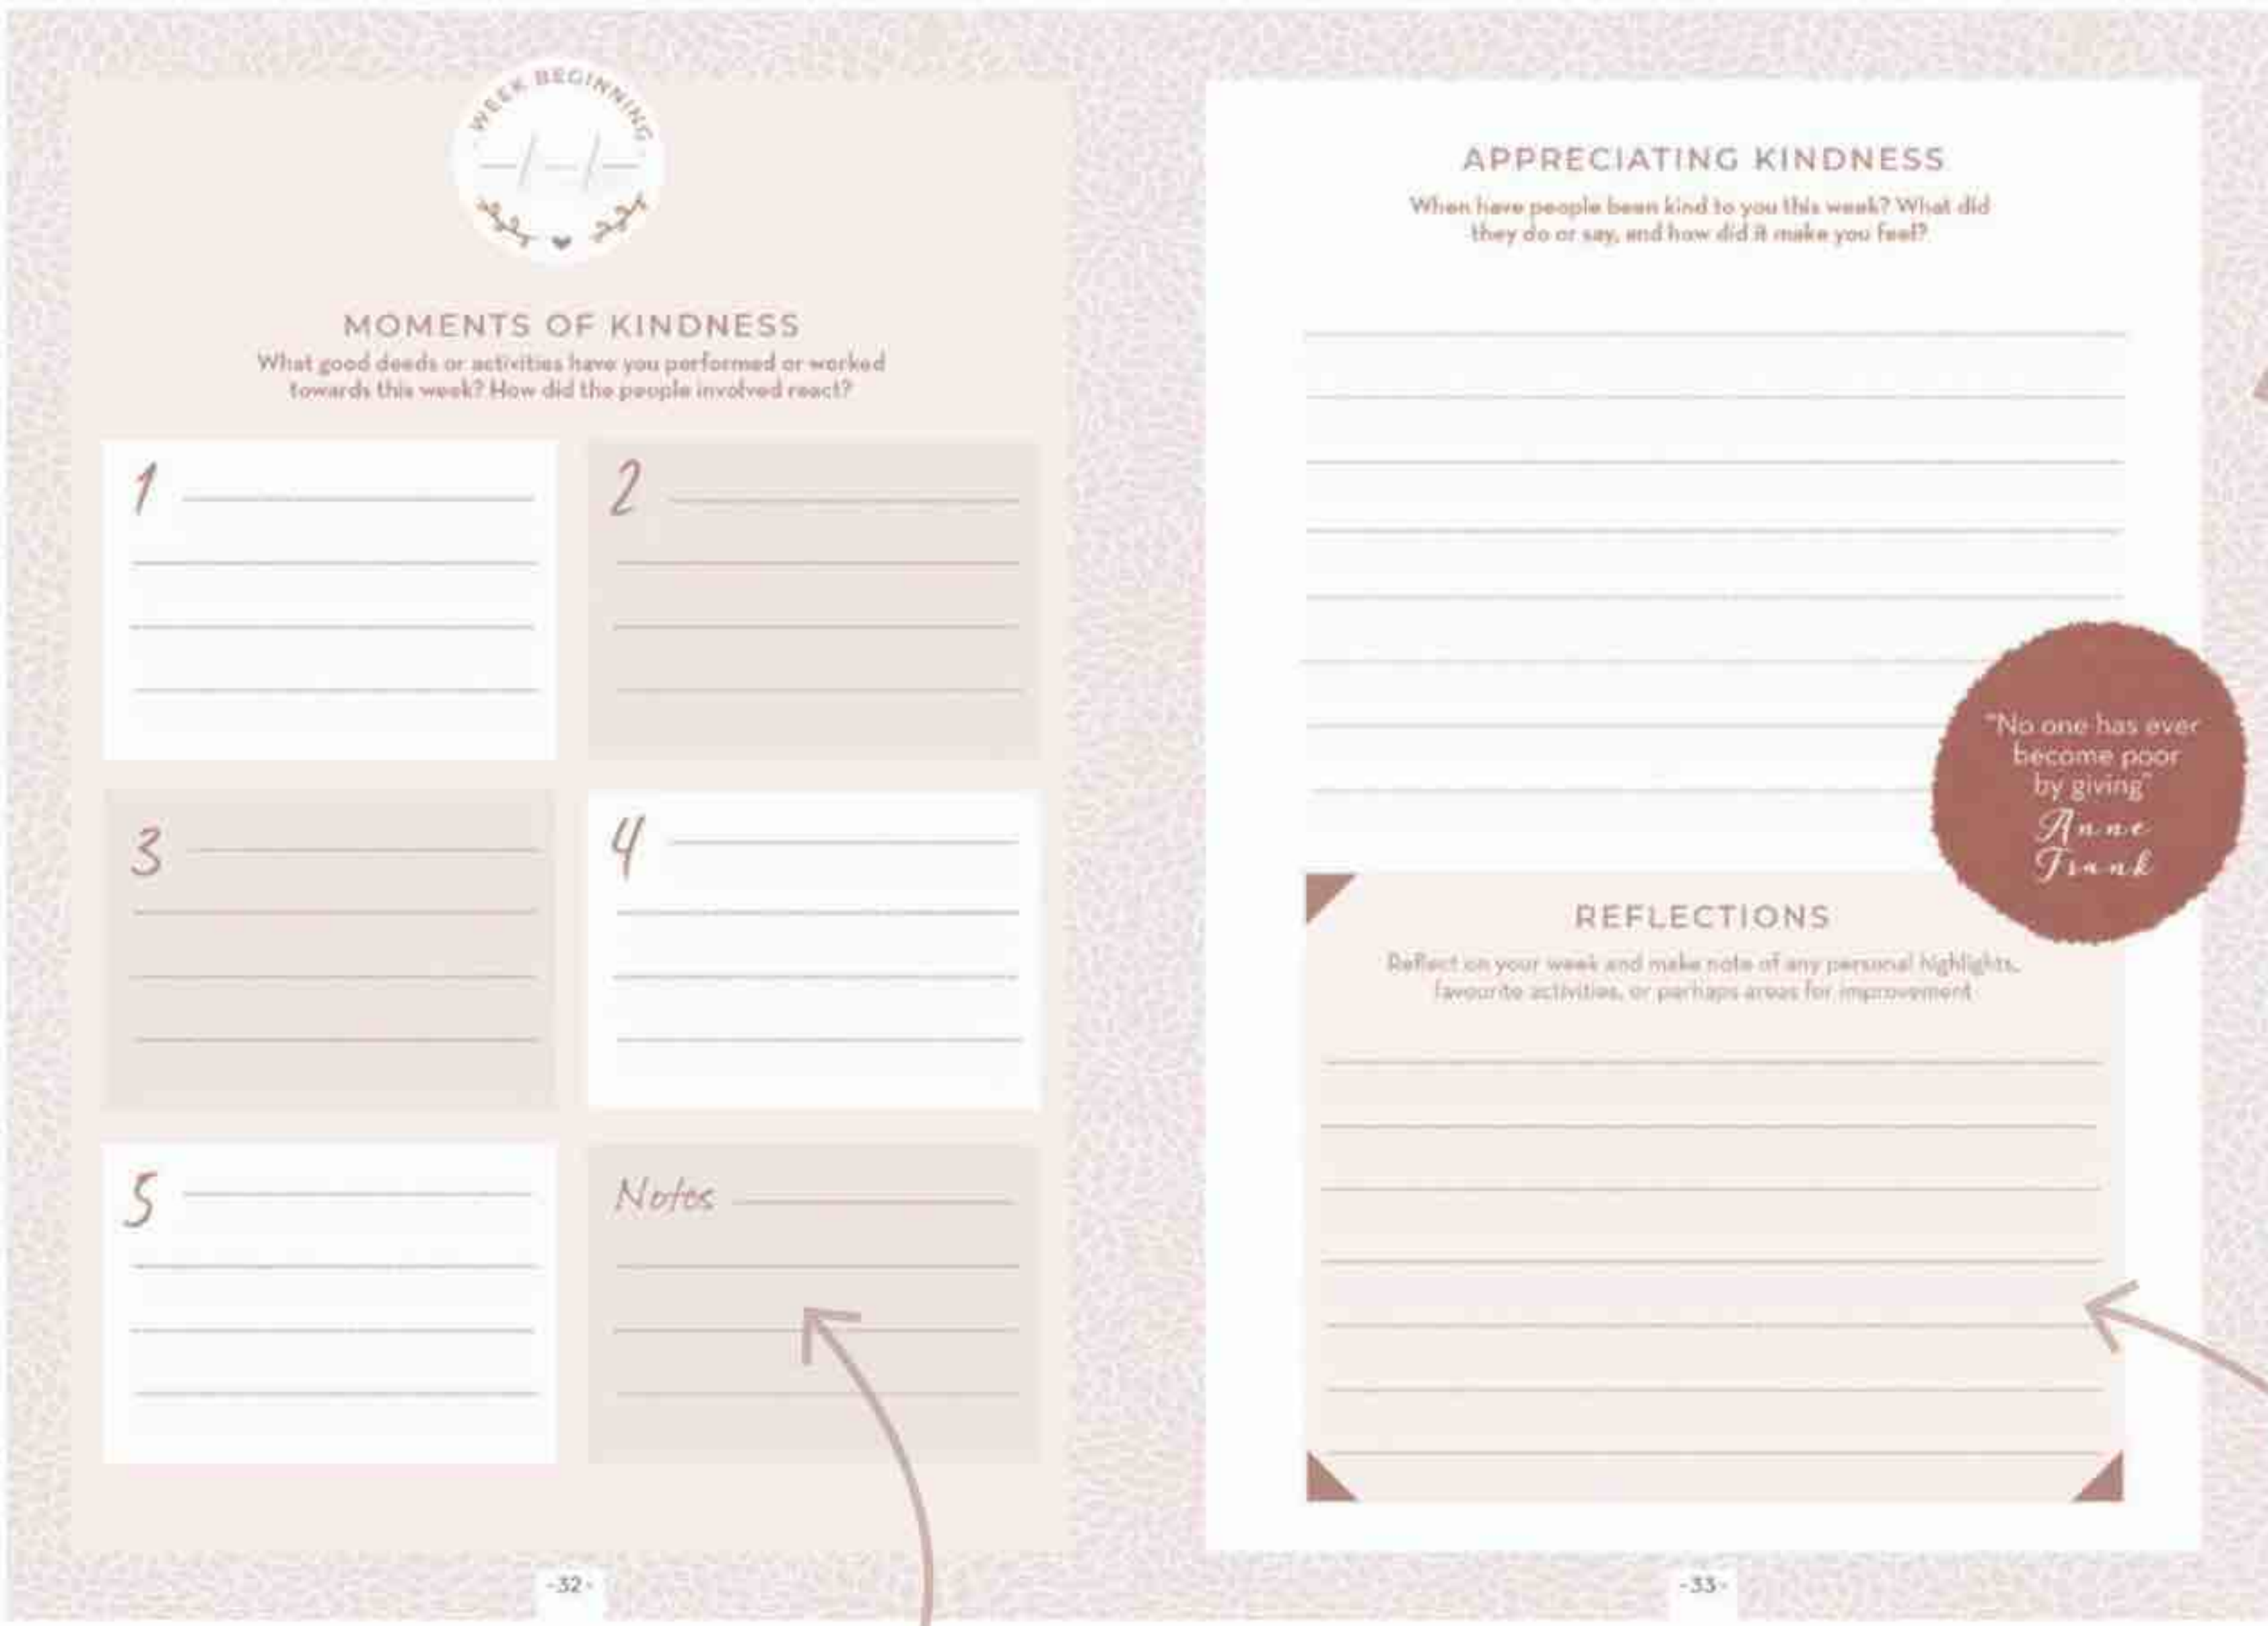 WEEK BEGINNING
MOMENTS OF KINDNESS
What good deeds or activities have you performed or worked
towards this week? How did the people involved react?
1
2
3
4
5
Notes
-32-
APPRECIATING KINDNESS
When have people been kind to you this week? What did
they do or say, and how did it make you feel?
"No one has ever
become poor
by giving"
Anne
Frank
REFLECTIONS
Reflect on your week and make note of any personal highlights,
favourite activities, or perhaps areas for improvement
-33-